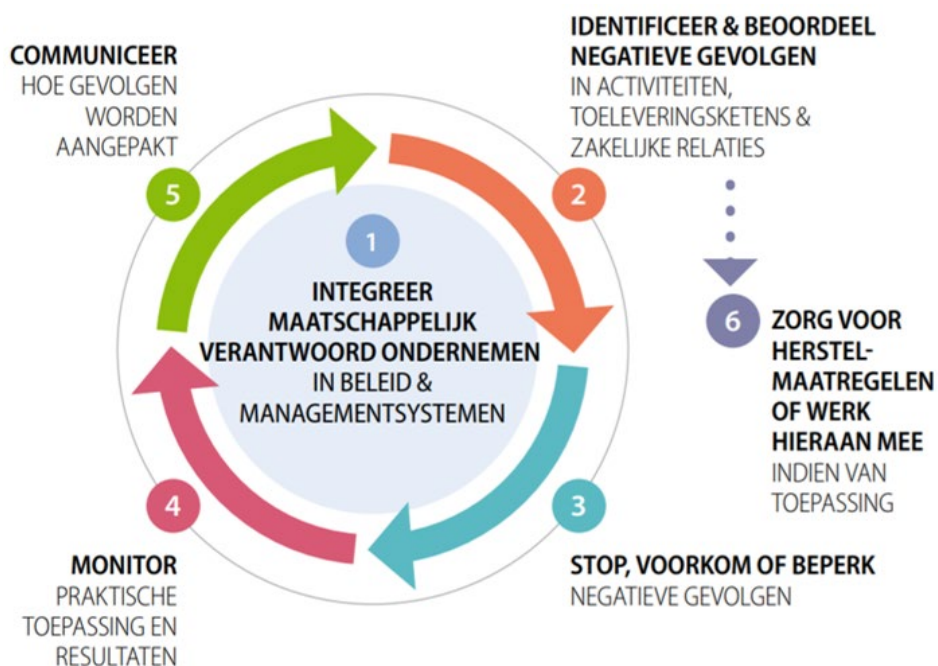 1
INTEGREER
MAATSCHAPPELIJK
VERANTWOORD ONDERNEMEN
IN BELEID &
MANAGEMENTSYSTEMEN
2
IDENTIFICEER & BEOORDEEL
NEGATIEVE GEVOLGEN
IN ACTIVITEITEN,
TOELEVERINGSKETENS &
ZAKELIJKE RELATIES
3
STOP, VOORKOM OF BEPERK
NEGATIEVE GEVOLGEN
4
MONITOR
PRAKTISCHE
TOEPASSING EN
RESULTATEN
5
COMMUNICEER
HOE GEVOLGEN
WORDEN
AANGEPAKT
6
ZORG VOOR
HERSTEL-
MAATREGELEN
OF WERK
HIERAAN MEE
INDIEN VAN
TOEPASSING